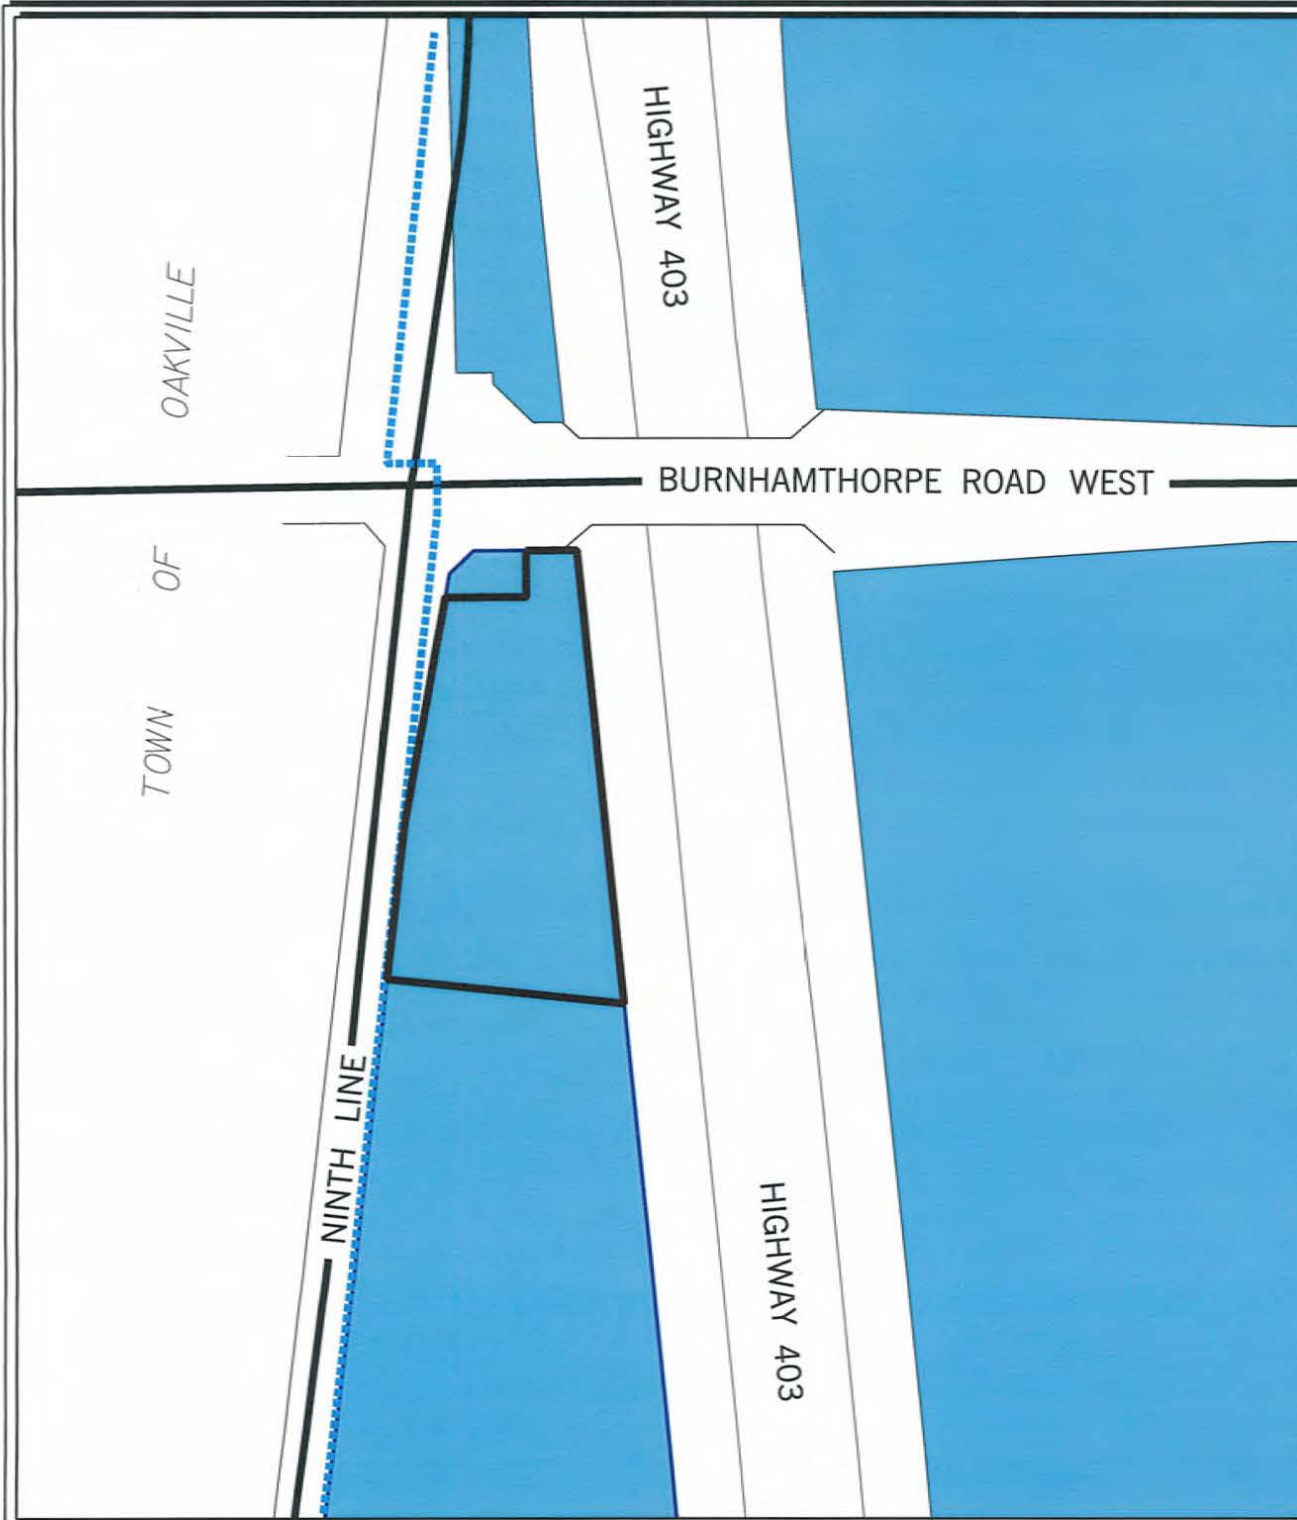 HIGHWAY 403
TOWN OF OAKVILLE
BURNHAMTHORPE ROAD WEST
NINTH LINE
HIGHWAY 403